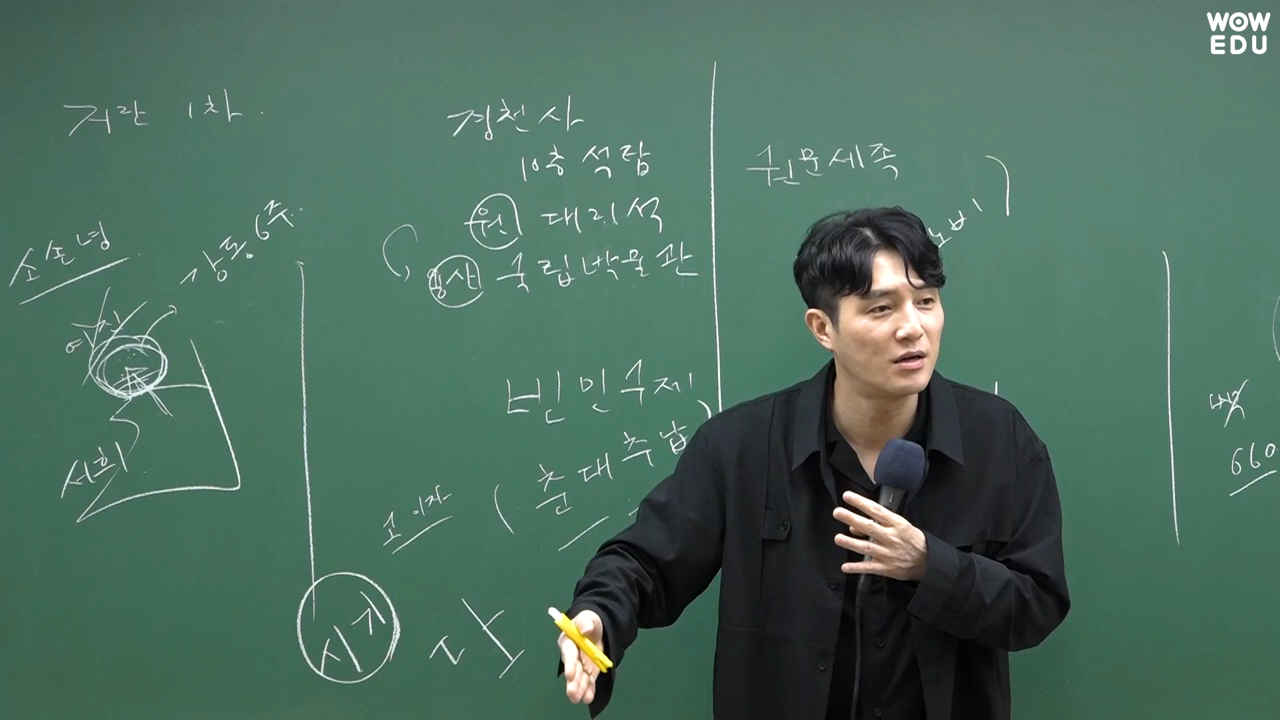 거란 1차.
소손녕
강동 6주.
서희.
경천사
10층 석탑
원 대리석
용산 국립박물관
빈민구제
고이자 (춘대추납)
시기
권문세족
노비
660
WOW
EDU